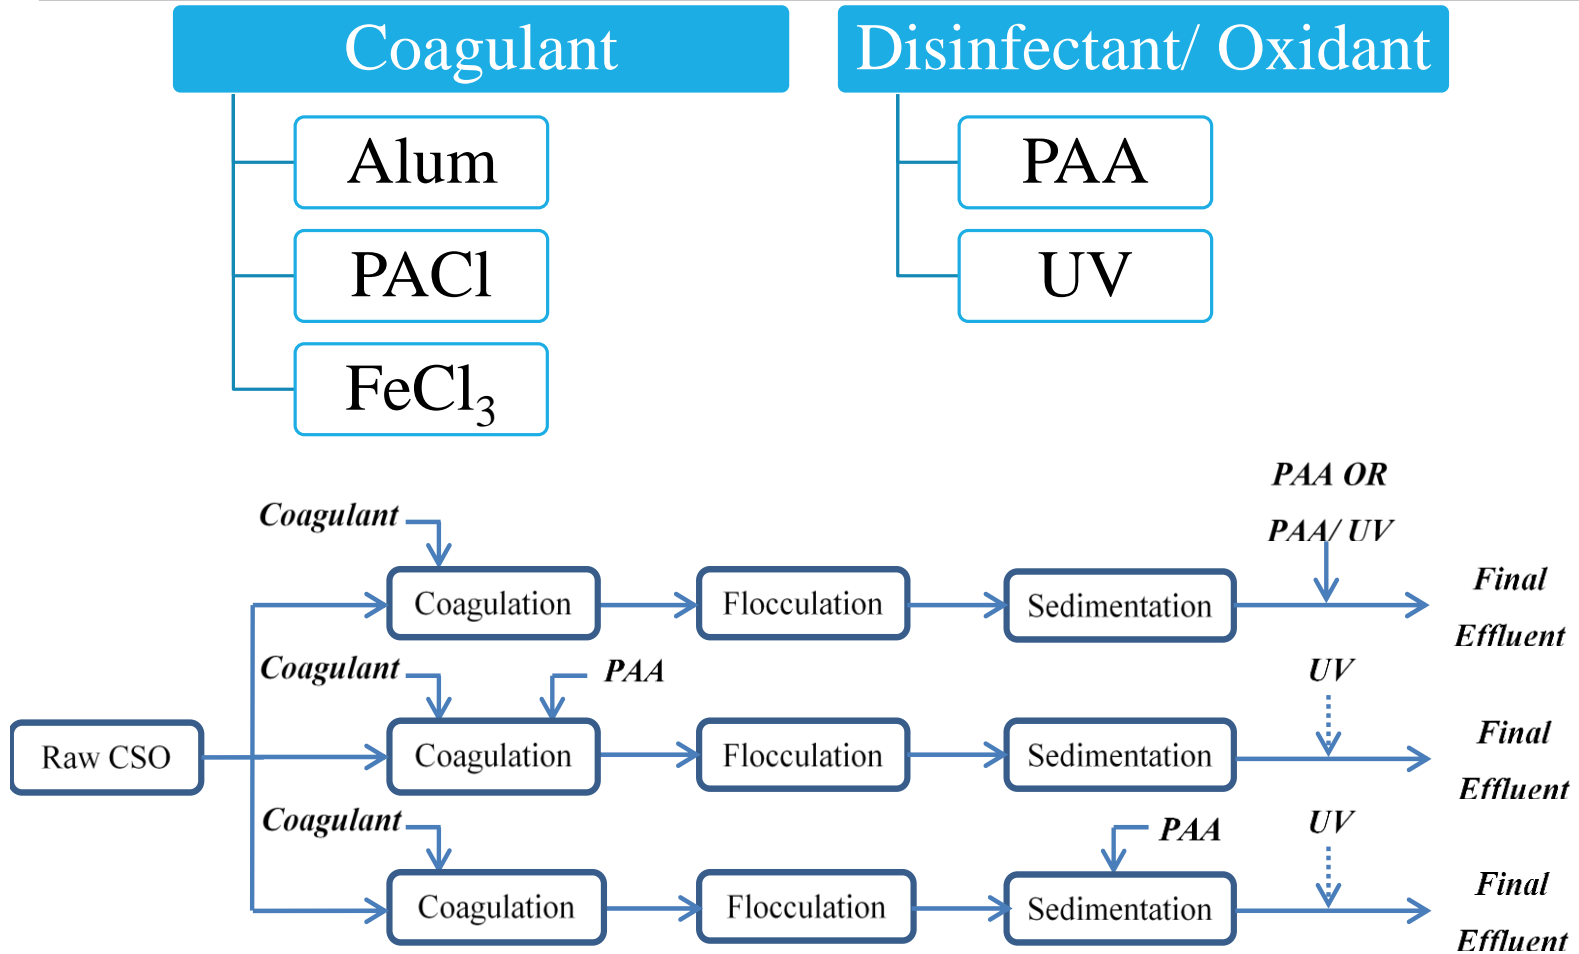 Coagulant
Alum
PACl
FeCl₃
Disinfectant/ Oxidant
PAA
UV
PAA OR
PAA/ UV
Coagulant
Coagulation
Flocculation
Sedimentation
Final
Effluent
Coagulant
PAA
UV
Raw CSO
Coagulation
Flocculation
Sedimentation
Final
Effluent
Coagulant
PAA
UV
Coagulation
Flocculation
Sedimentation
Final
Effluent